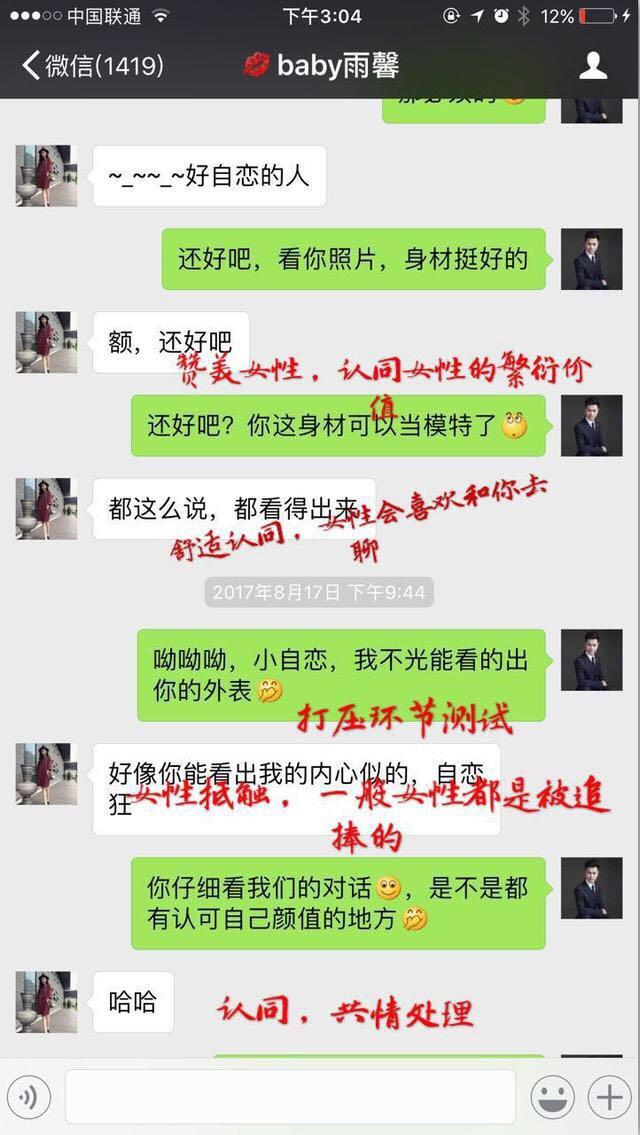 中国联通
下午3:04
12%
微信(1419)
💋 baby雨馨
~_~~_~好自恋的人
还好吧，看你照片，身材挺好的
额，还好吧
赞美女性，认同女性的繁衍价
值
还好吧？你这身材可以当模特了
都这么说，都看得出来
舒适认同，女性会喜欢和你去
聊
2017年8月17日 下午9:44
呦呦呦，小自恋，我不光能看的出
你的外表
打压环节测试
好像你能看出我的内心似的，自恋
狂
女性抵触，一般女性都是被追
捧的
你仔细看我们的对话，是不是都
有认可自己颜值的地方
哈哈
认同，共情处理